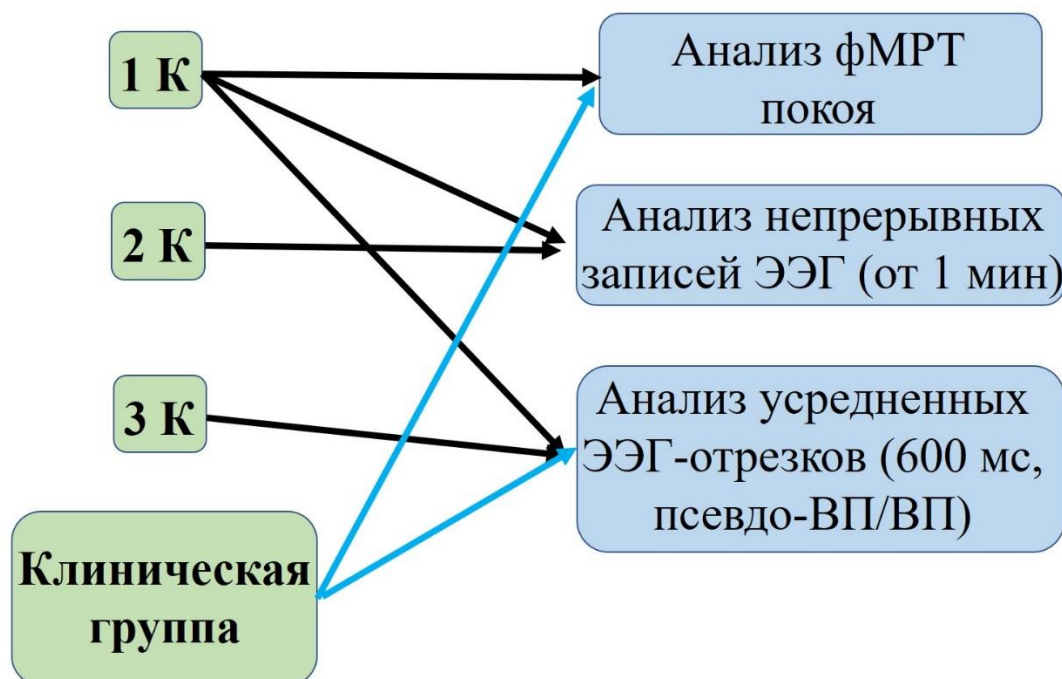 1 К
Анализ фМРТ
покоя
2 К
Анализ непрерывных
записей ЭЭГ (от 1 мин)
3 К
Анализ усредненных
ЭЭГ-отрезков (600 мс,
псевдо-ВП/ВП)
Клиническая
группа